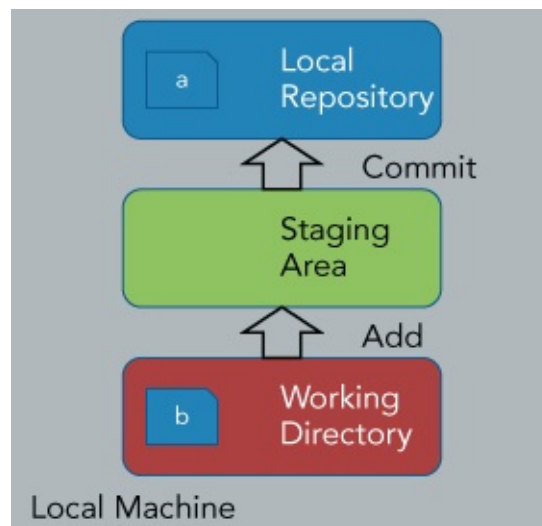 a
Local
Repository
Commit
Staging
Area
Add
b
Working
Directory
Local Machine